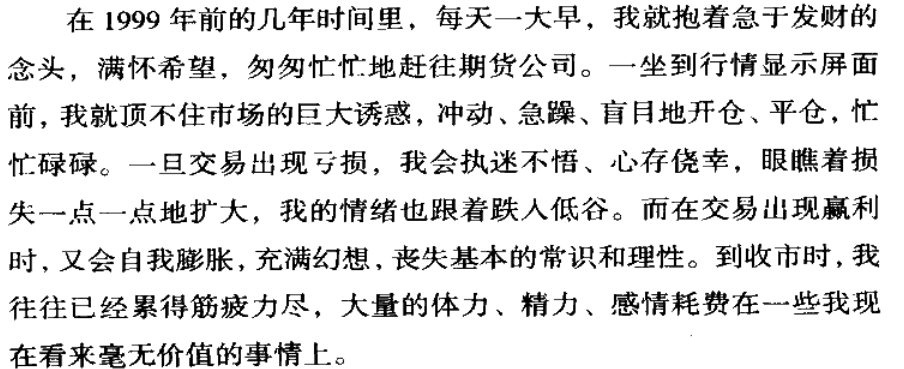 在 1999 年前的几年时间里，每天一大早，我就抱着急于发财的
念头，满怀希望，匆匆忙忙地赶往期货公司。一坐到行情显示屏面
前，我就顶不住市场的巨大诱惑，冲动、急躁、盲目地开仓、平仓，忙
忙碌碌。一旦交易出现亏损，我会执迷不悟、心存侥幸，眼瞧着损
失一点一点地扩大，我的情绪也跟着跌人低谷。而在交易出现赢利
时，又会自我膨胀，充满幻想，丧失基本的常识和理性。到收市时，我
往往已经累得筋疲力尽，大量的体力、精力、感情耗费在一些我现
在看来毫无价值的事情上。